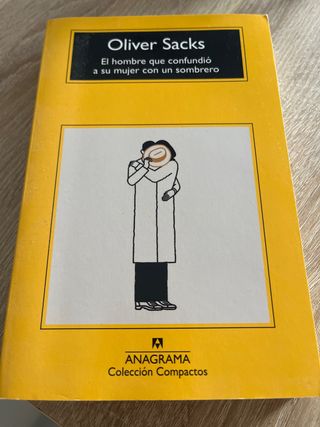 Oliver Sacks
El hombre que confundió
a su mujer con un sombrero
ANAGRAMA
Colección Compactos